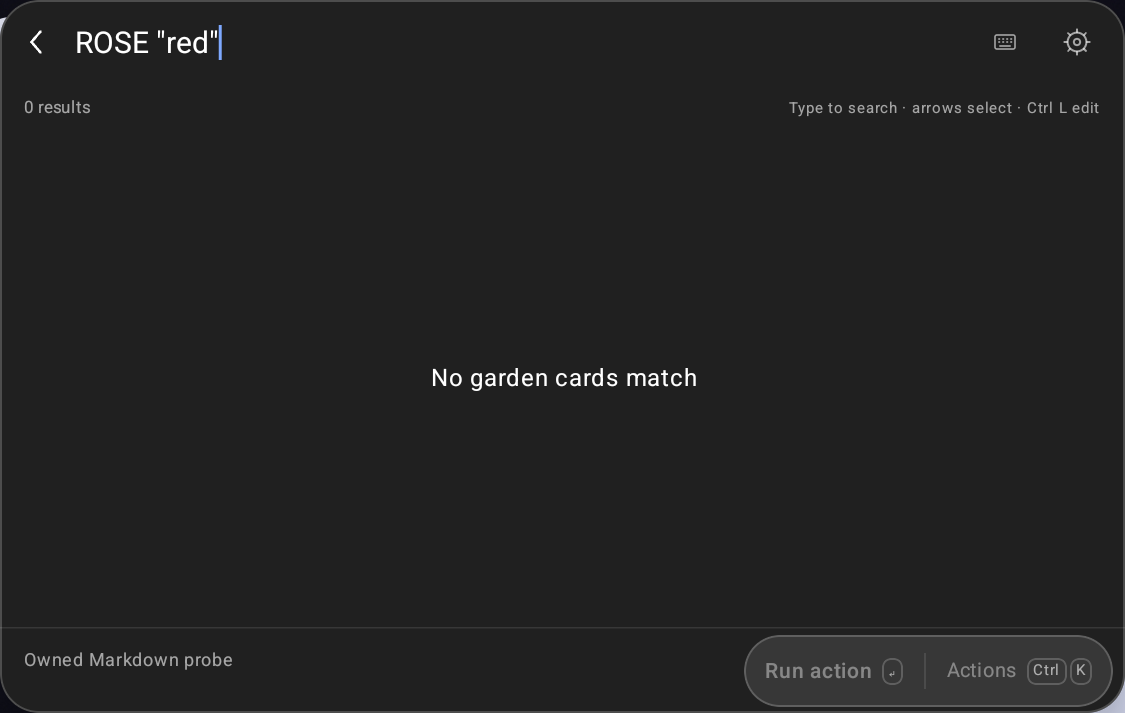 ROSE "red"
0 results
Type to search · arrows select · Ctrl L edit
No garden cards match
Owned Markdown probe
Run action ↲
Actions Ctrl K